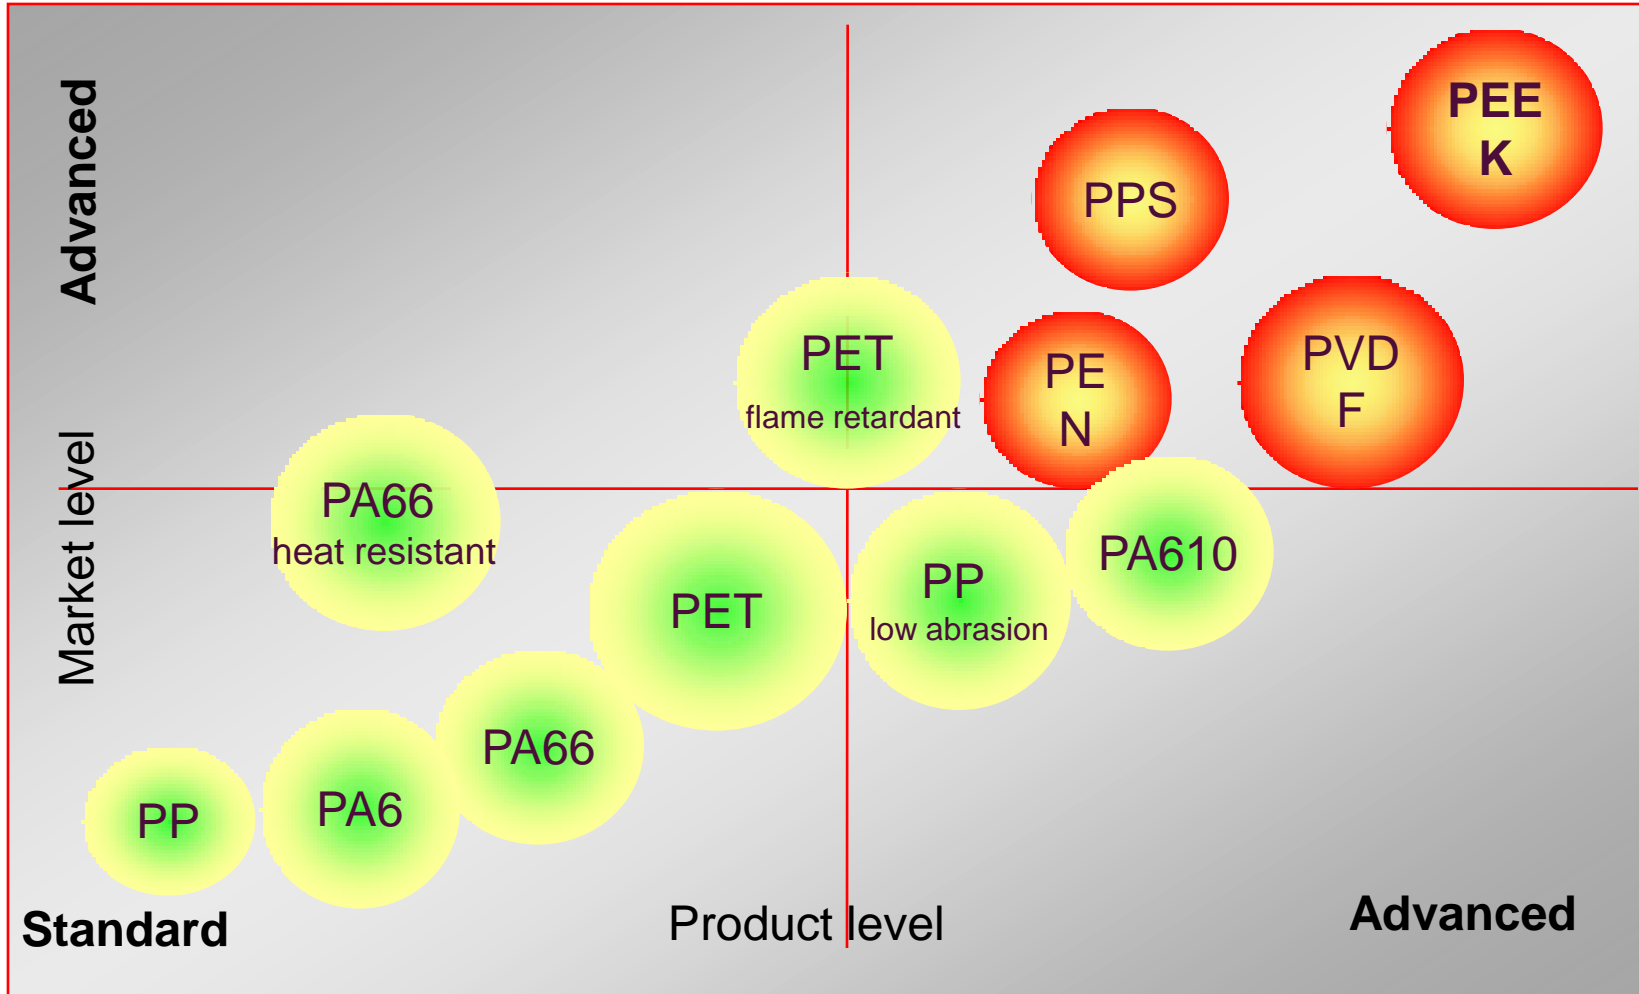 Advanced
PEE
K
PPS
PET
flame retardant
PE
N
PVD
F
Market level
PA66
heat resistant
PET
PP
low abrasion
PA610
PA66
PA6
PP
Standard
Product level
Advanced